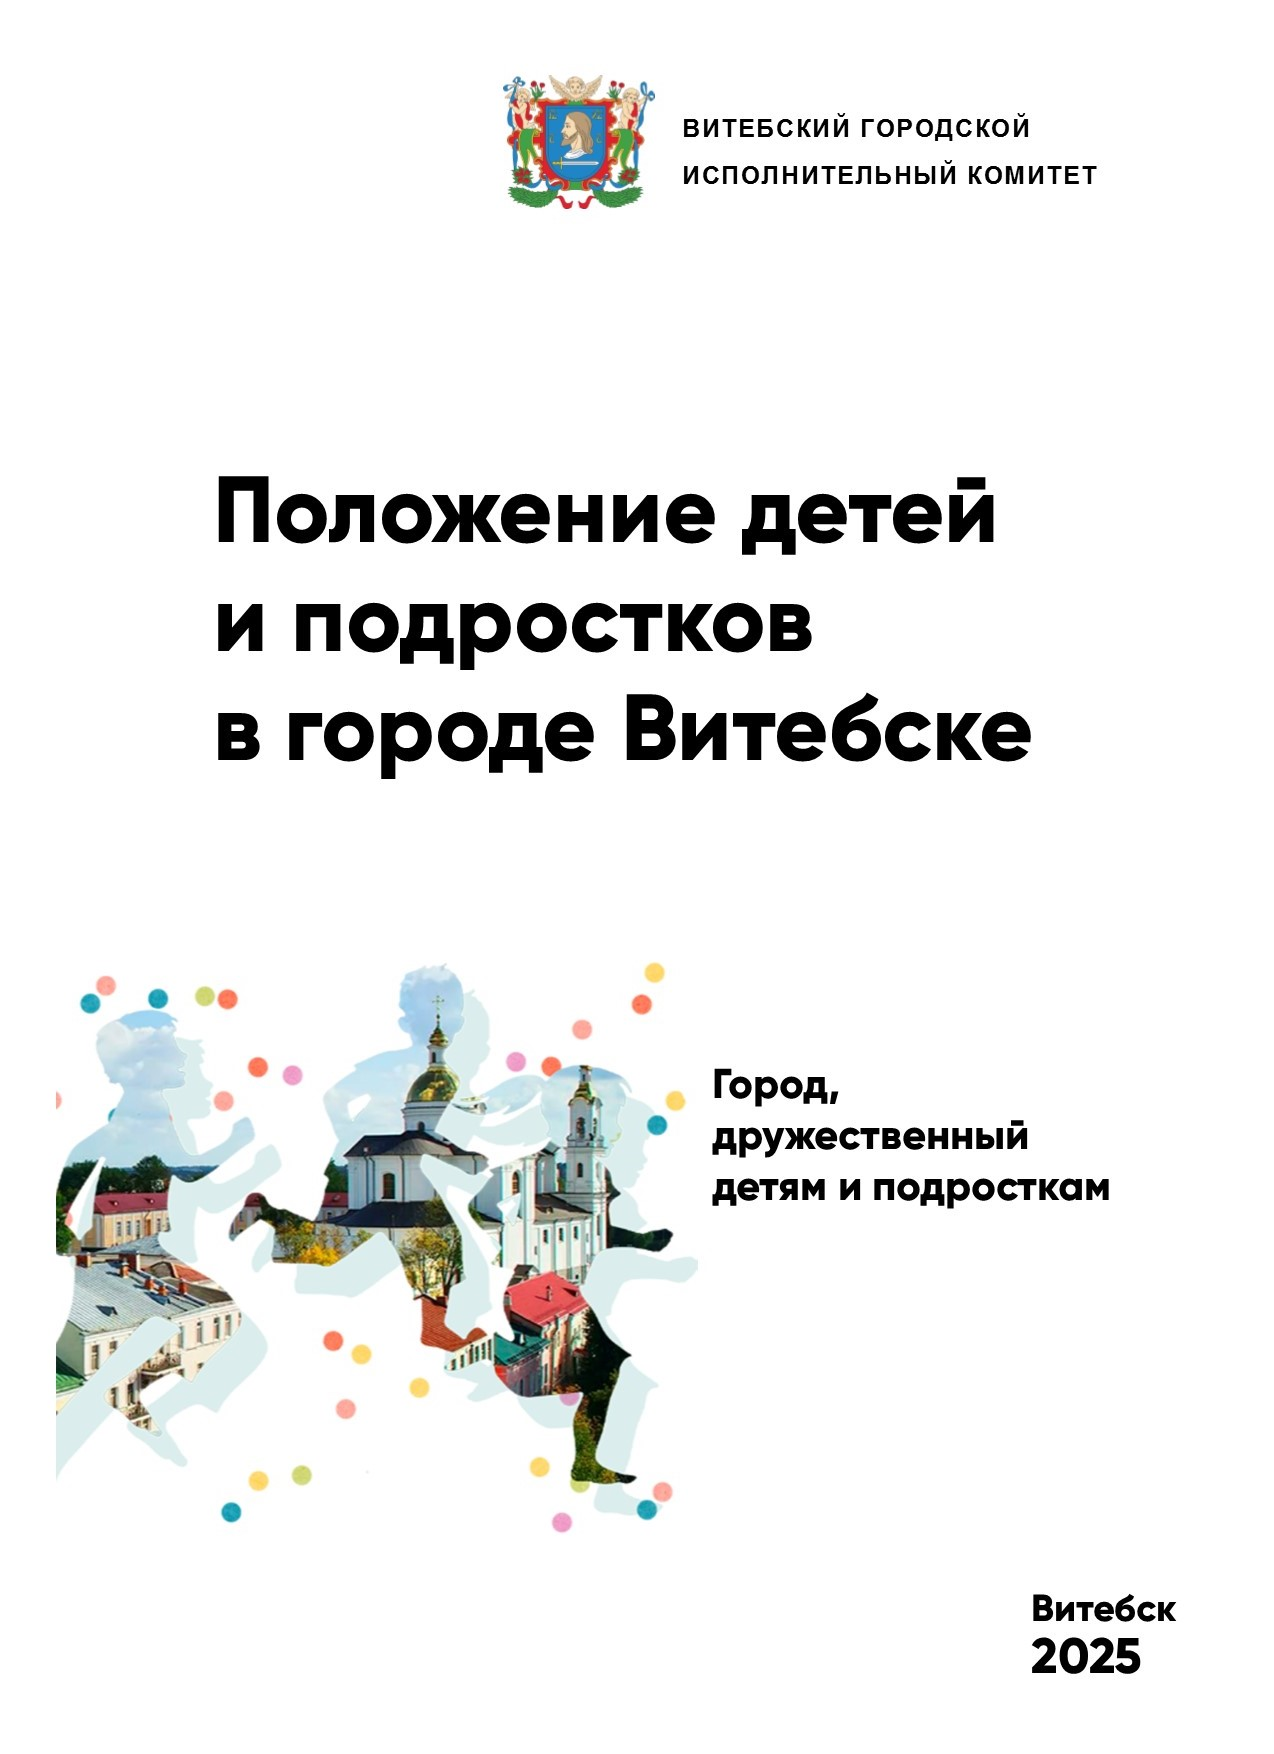 ВИТЕБСКИЙ ГОРОДСКОЙ
ИСПОЛНИТЕЛЬНЫЙ КОМИТЕТ
Положение детей
и подростков
в городе Витебске
Город,
дружественный
детям и подросткам
Витебск
2025